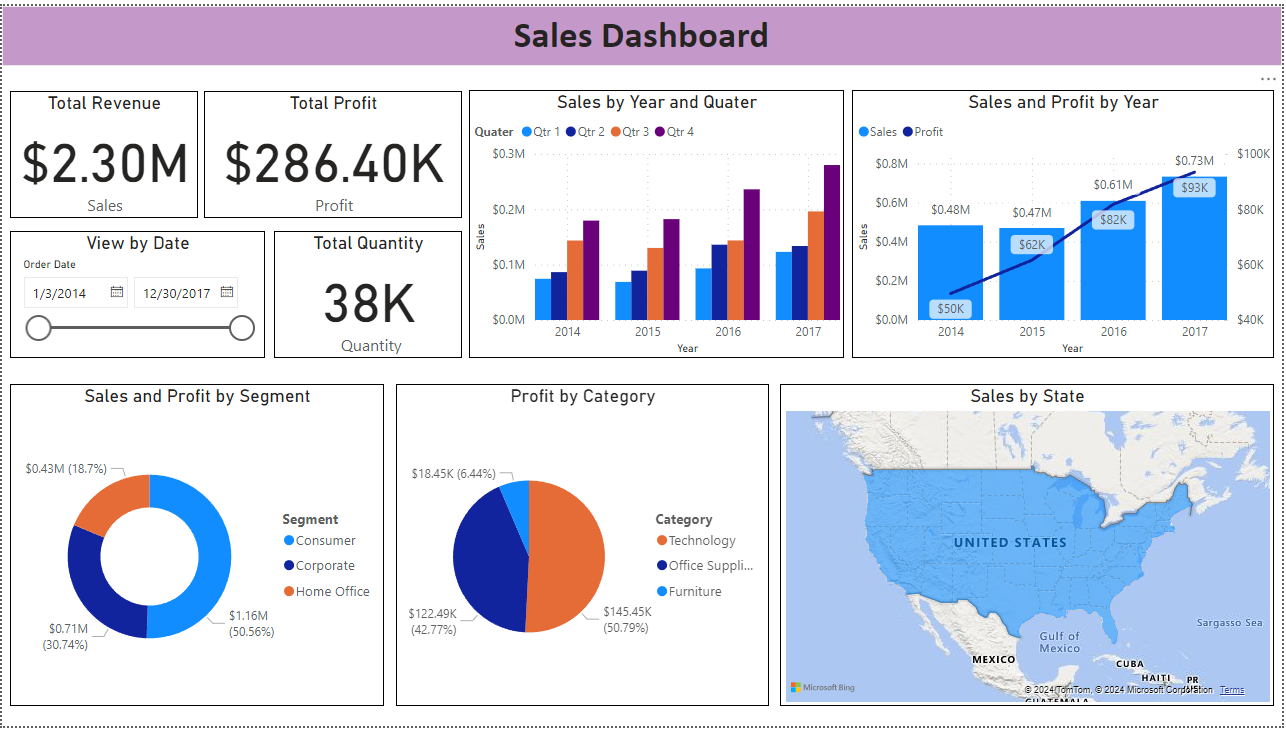 Sales Dashboard
...
Total Revenue
$2.30M
Sales
Total Profit
$286.40K
Profit
View by Date
Order Date
1/3/2014
12/30/2017
Total Quantity
38K
Quantity
Sales by Year and Quater
Quater Qtr 1 Qtr 2 Qtr 3 Qtr 4
Sales
$0.3M
$0.2M
$0.1M
$0.0M
2014 2015 2016 2017
Year
Sales and Profit by Year
Sales Profit
Sales
$0.8M
$0.6M
$0.4M
$0.2M
$0.0M
$100K
$80K
$60K
$40K
$0.48M
$0.47M
$0.61M
$0.73M
$50K
$62K
$82K
$93K
2014 2015 2016 2017
Year
Sales and Profit by Segment
$0.43M (18.7%)
$0.71M
(30.74%)
$1.16M
(50.56%)
Segment
Consumer
Corporate
Home Office
Profit by Category
$18.45K (6.44%)
$122.49K
(42.77%)
$145.45K
(50.79%)
Category
Technology
Office Suppli...
Furniture
Sales by State
UNITED STATES
Sargasso Sea
Gulf of
Mexico
MEXICO
CUBA
HAITI
PR
GUATEMALA
Microsoft Bing
© 2024 TomTom, © 2024 Microsoft Corporation Terms